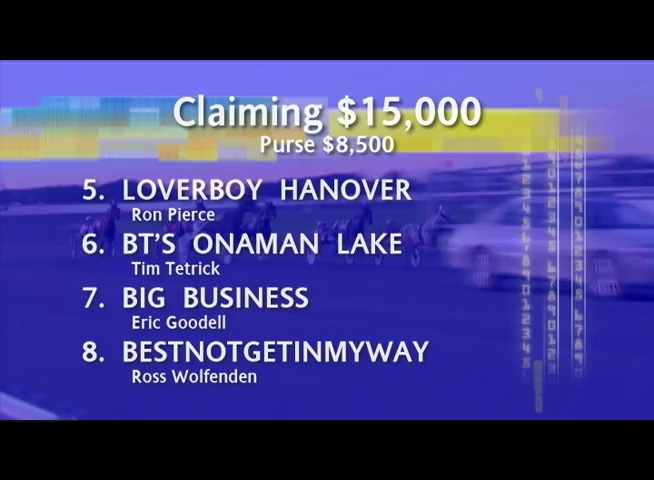 Claiming $15,000
Purse $8,500
5. LOVERBOY HANOVER
Ron Pierce
6. BT'S ONAMAN LAKE
Tim Tetrick
7. BIG BUSINESS
Eric Goodell
8. BESTNOTGETINMYWAY
Ross Wolfenden